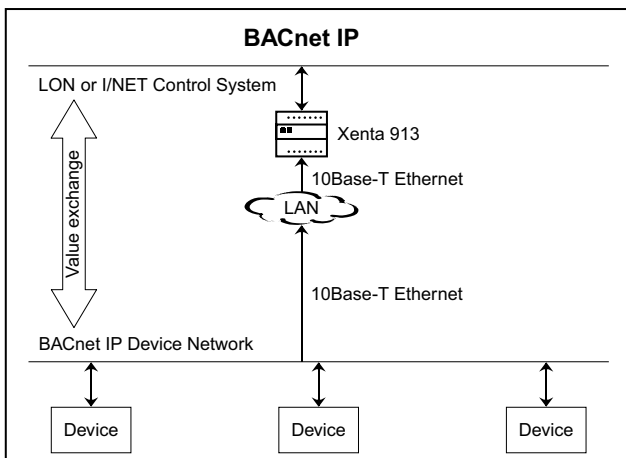 BACnet IP
LON or I/NET Control System
Xenta 913
10Base-T Ethernet
LAN
Value exchange
10Base-T Ethernet
BACnet IP Device Network
Device
Device
Device